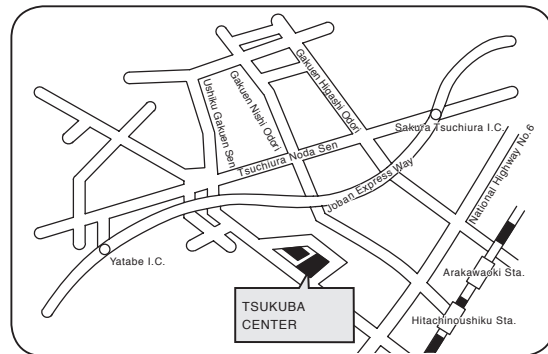 Ushiku Gakuen Sen
Gakuen Nishi Odori
Gakuen Higashi Odori
Sakura Tsuchiura I.C.
Tsuchiura Noda Sen
Joban Express Way
National Highway No.6
Yatabe I.C.
Arakawaoki Sta.
Hitachinoushiku Sta.
TSUKUBA
CENTER